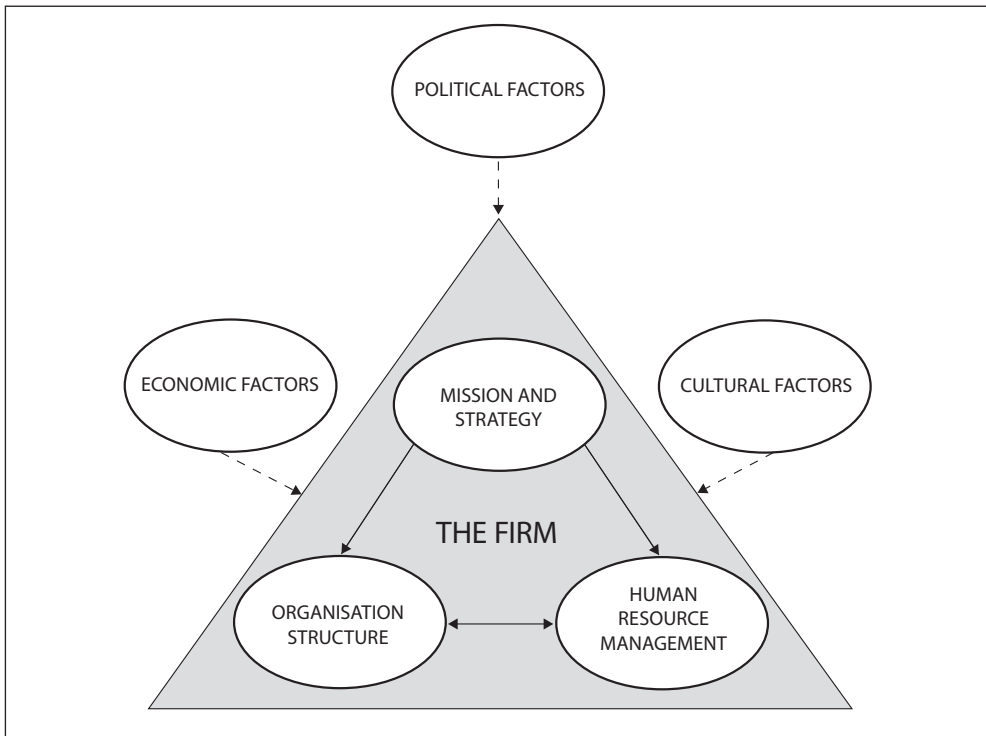 POLITICAL FACTORS
ECONOMIC FACTORS
CULTURAL FACTORS
MISSION AND
STRATEGY
THE FIRM
ORGANISATION
STRUCTURE
HUMAN
RESOURCE
MANAGEMENT